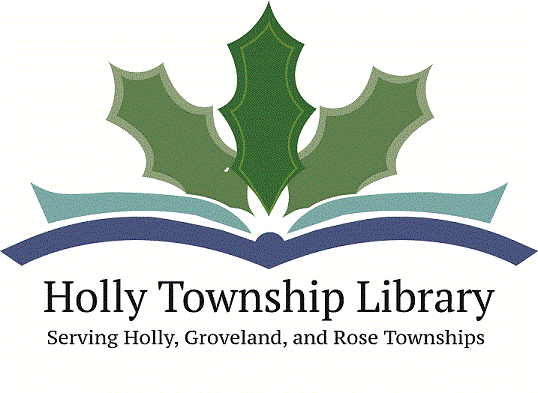 Holly Township Library
Serving Holly, Groveland, and Rose Townships